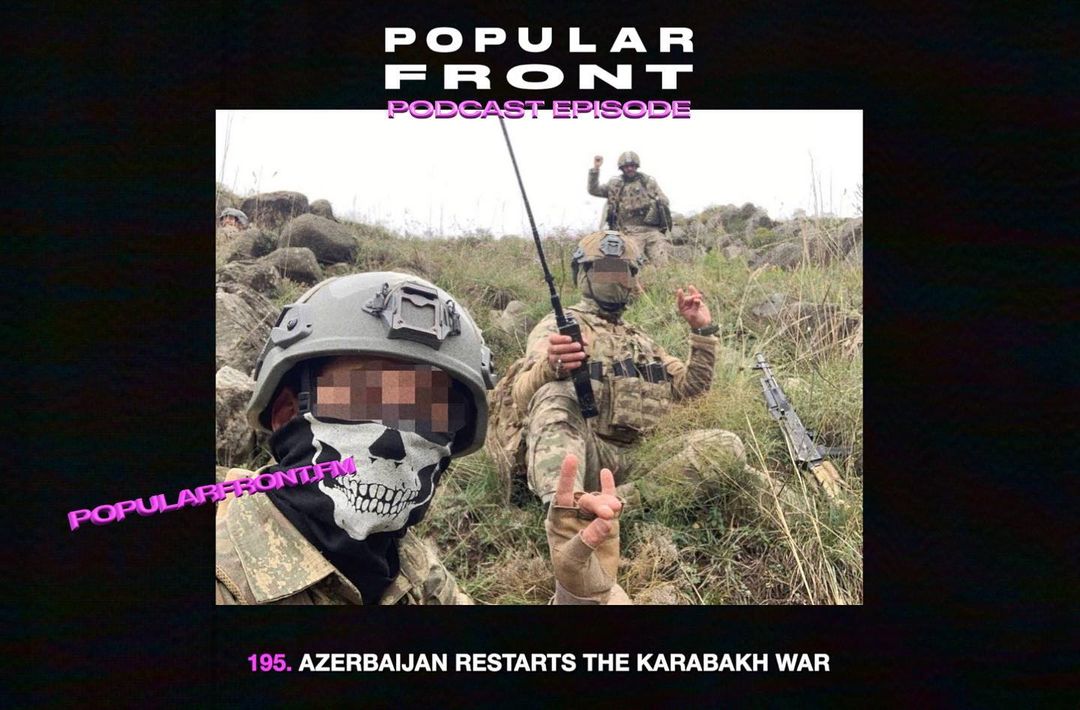 POPULAR
FRONT
PODCAST EPISODE
POPULARFRONT.FM
195. AZERBAIJAN RESTARTS THE KARABAKH WAR